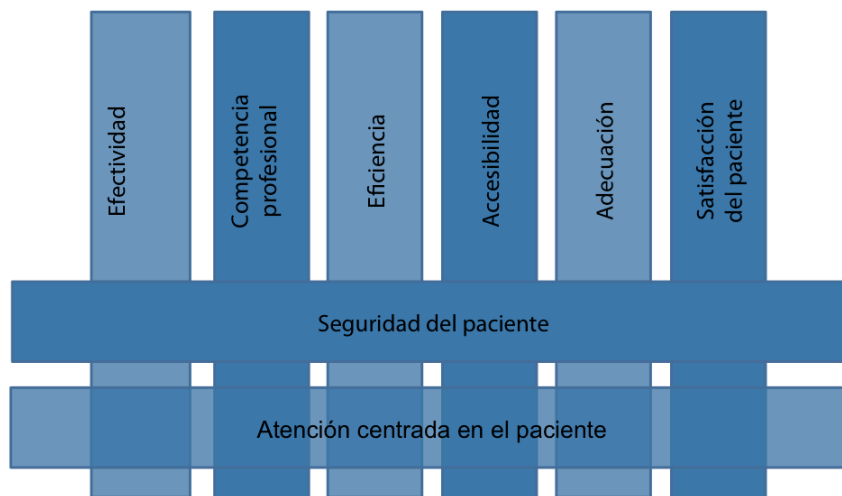 Efectividad
Competencia
profesional
Eficiencia
Accesibilidad
Adecuación
Satisfacción
del paciente
Seguridad del paciente
Atención centrada en el paciente